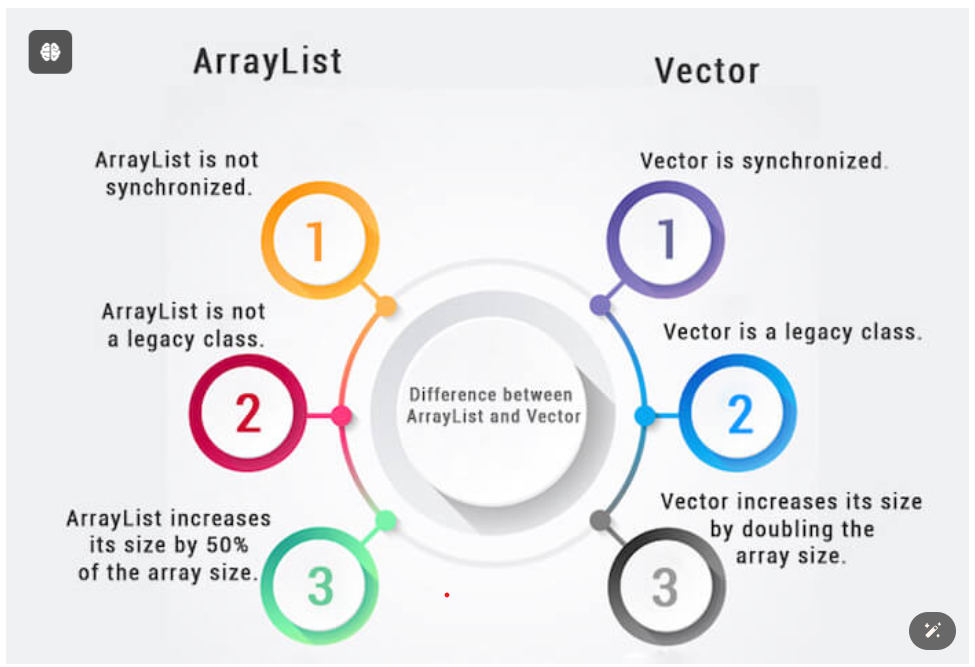 ArrayList
Vector
ArrayList is not
synchronized.
1
ArrayList is not
a legacy class.
2
ArrayList increases
its size by 50%
of the array size.
3
Difference between
ArrayList and Vector
Vector is synchronized.
1
Vector is a legacy class.
2
Vector increases its size
by doubling the
array size.
3